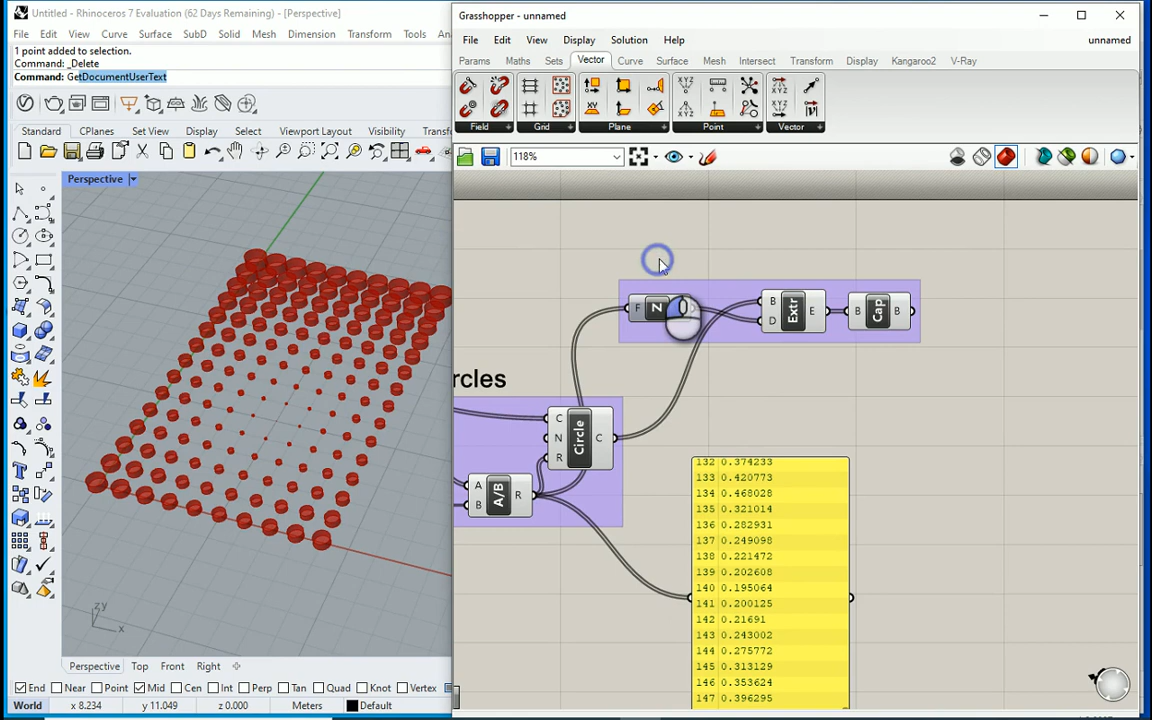 Untitled - Rhinoceros 7 Evaluation (62 Days Remaining) - [Perspective]
File Edit View Curve Surface SubD Solid Mesh Dimension Transform Tools
1 point added to selection.
Command: _Delete
Command: GetDocumentUserText
Standard CPlanes Set View Display Select Viewport Layout Visibility
Perspective
z y
x
Perspective Top Front Right
End Near Point Mid Cen Int Perp Tan Quad Knot Vertex
World x 8.234 y 11.049 z 0.000 Meters Default
Grasshopper - unnamed
File Edit View Display Solution Help unnamed
Params Maths Sets Vector Curve Surface Mesh Intersect Transform Display Kangaroo2 V-Ray
Field Grid Plane Point Vector
118%
F Z B D Extr E B Cap B
rcles
C N R Circle C
A B A/B R
132 0.374233
133 0.420773
134 0.468028
135 0.321014
136 0.282931
137 0.249098
138 0.221472
139 0.202608
140 0.195064
141 0.200125
142 0.21691
143 0.243002
144 0.275772
145 0.313129
146 0.353624
147 0.396295